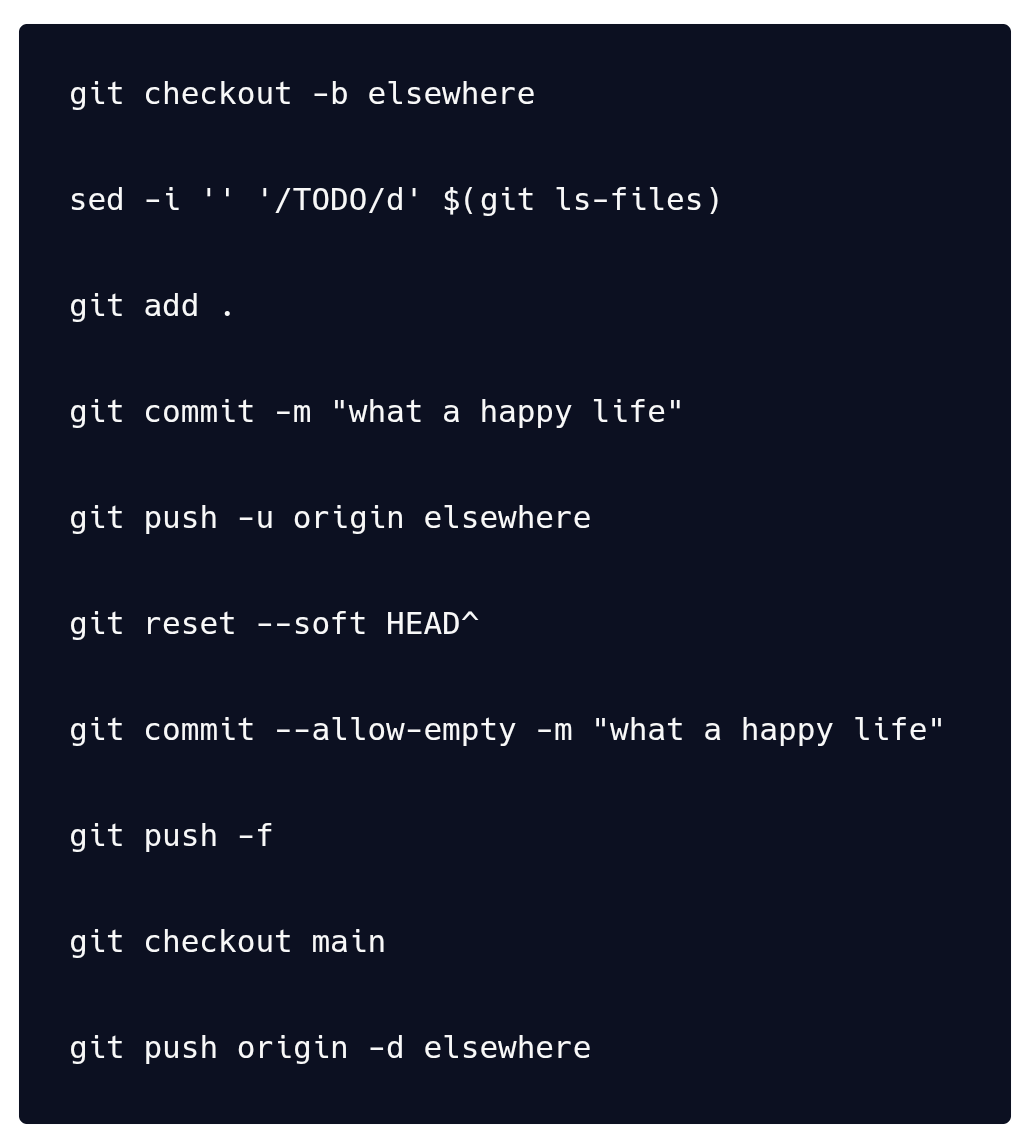 git checkout -b elsewhere
sed -i '' '/TODO/d' $(git ls-files)
git add .
git commit -m "what a happy life"
git push -u origin elsewhere
git reset --soft HEAD^
git commit --allow-empty -m "what a happy life"
git push -f
git checkout main
git push origin -d elsewhere